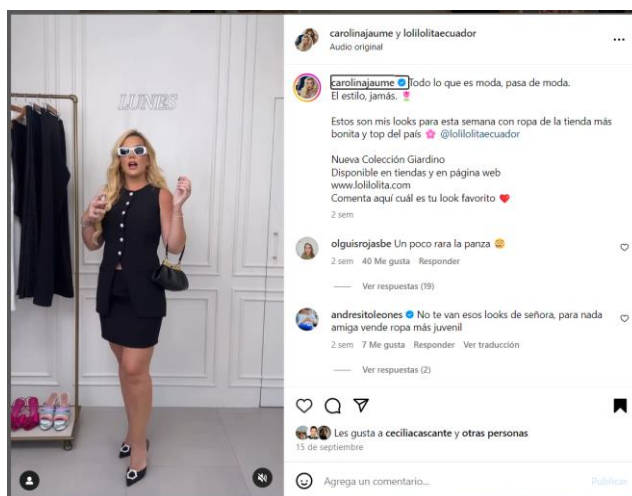 LUNES
carolinajaume y lolilolitaecuador
Audio original
carolinajaume Todo lo que es moda, pasa de moda.
El estilo, jamás. 🌷
Estos son mis looks para esta semana con ropa de la tienda más
bonita y top del país 🌸 @lolilolitaecuador
Nueva Colección Giardino
Disponible en tiendas y en página web
www.lolilolita.com
Comenta aquí cuál es tu look favorito ❤️
2 sem
olguisrojasbe Un poco rara la panza 😩
2 sem 40 Me gusta Responder
Ver respuestas (19)
andresitoleones No te van esos looks de señora, para nada
amiga vende ropa más juvenil
2 sem 7 Me gusta Responder Ver traducción
Ver respuestas (2)
Les gusta a ceciliacascante y otras personas
15 de septiembre
Agrega un comentario...
Publicar